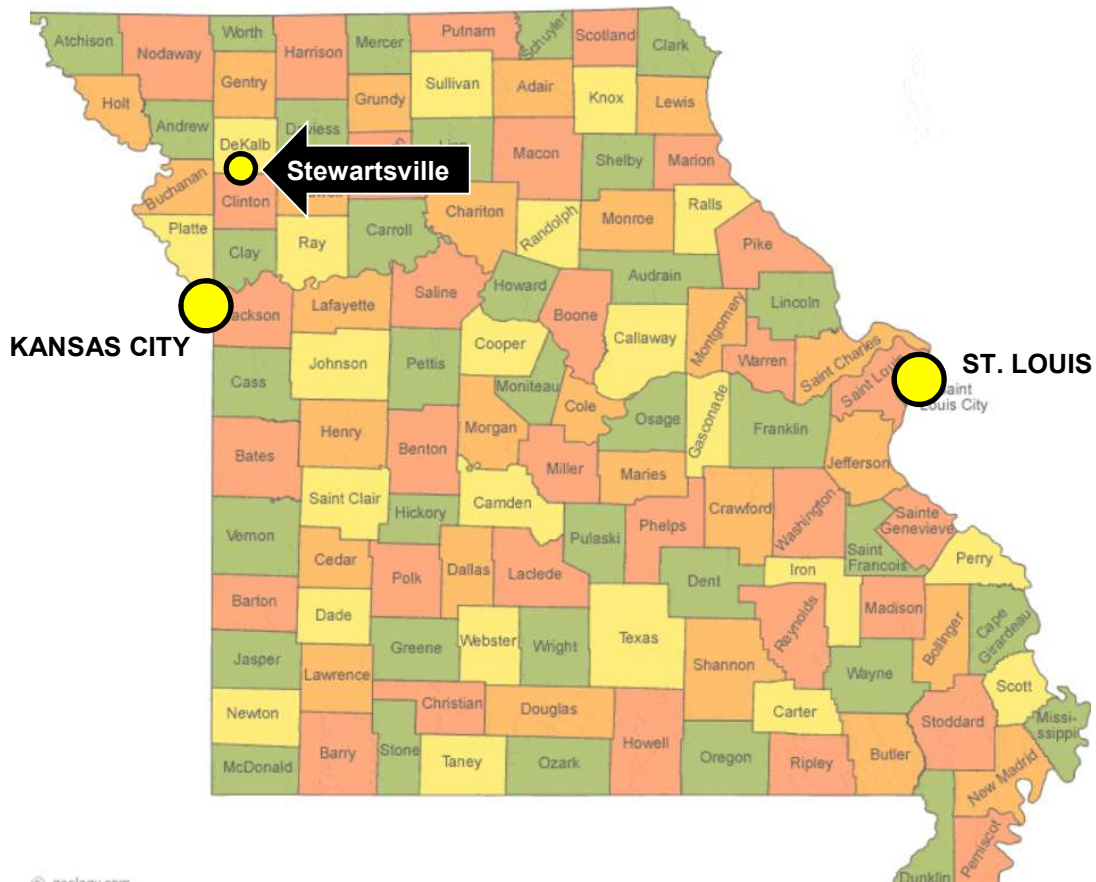 Atchison
Nodaway
Worth
Harrison
Mercer
Putnam
Schuyler
Scotland
Clark
Holt
Gentry
Grundy
Sullivan
Adair
Knox
Lewis
Andrew
DeKalb
Stewartsville
Macon
Shelby
Marion
Buchanan
Clinton
Chariton
Randolph
Monroe
Ralls
Platte
Clay
Ray
Carroll
Pike
Audrain
Howard
Saline
Boone
Lafayette
KANSAS CITY
Callaway
Montgomery
Lincoln
Johnson
Pettis
Cooper
Warren
Saint Charles
Saint Louis
ST. LOUIS
Louis City
Cass
Moniteau
Cole
Osage
Gasconade
Franklin
Henry
Morgan
Bates
Benton
Miller
Maries
Jefferson
Saint Clair
Hickory
Camden
Pulaski
Phelps
Crawford
Washington
Sainte
Genevieve
Vernon
Cedar
Polk
Dallas
Laclede
Dent
Iron
Saint
Francois
Perry
Barton
Dade
Greene
Webster
Wright
Texas
Reynolds
Madison
Bollinger
Cape
Girardeau
Jasper
Lawrence
Shannon
Wayne
Scott
Newton
Christian
Douglas
Carter
Stoddard
Missi-
ssippi
McDonald
Barry
Stone
Taney
Ozark
Howell
Oregon
Ripley
Butler
New Madrid
Dunklin
Pemiscot